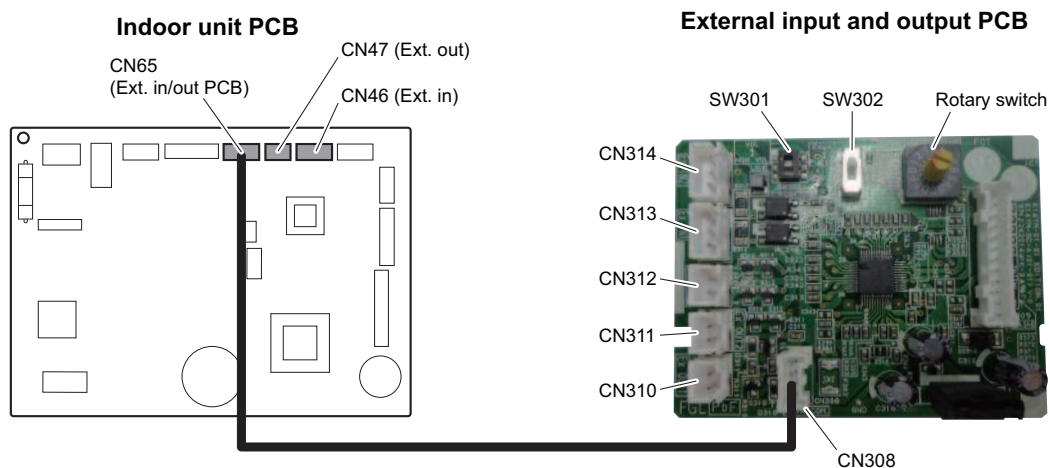 Indoor unit PCB
External input and output PCB
CN65
(Ext. in/out PCB)
CN47 (Ext. out)
CN46 (Ext. in)
SW301
SW302
Rotary switch
CN314
CN313
CN312
CN311
CN310
CN308